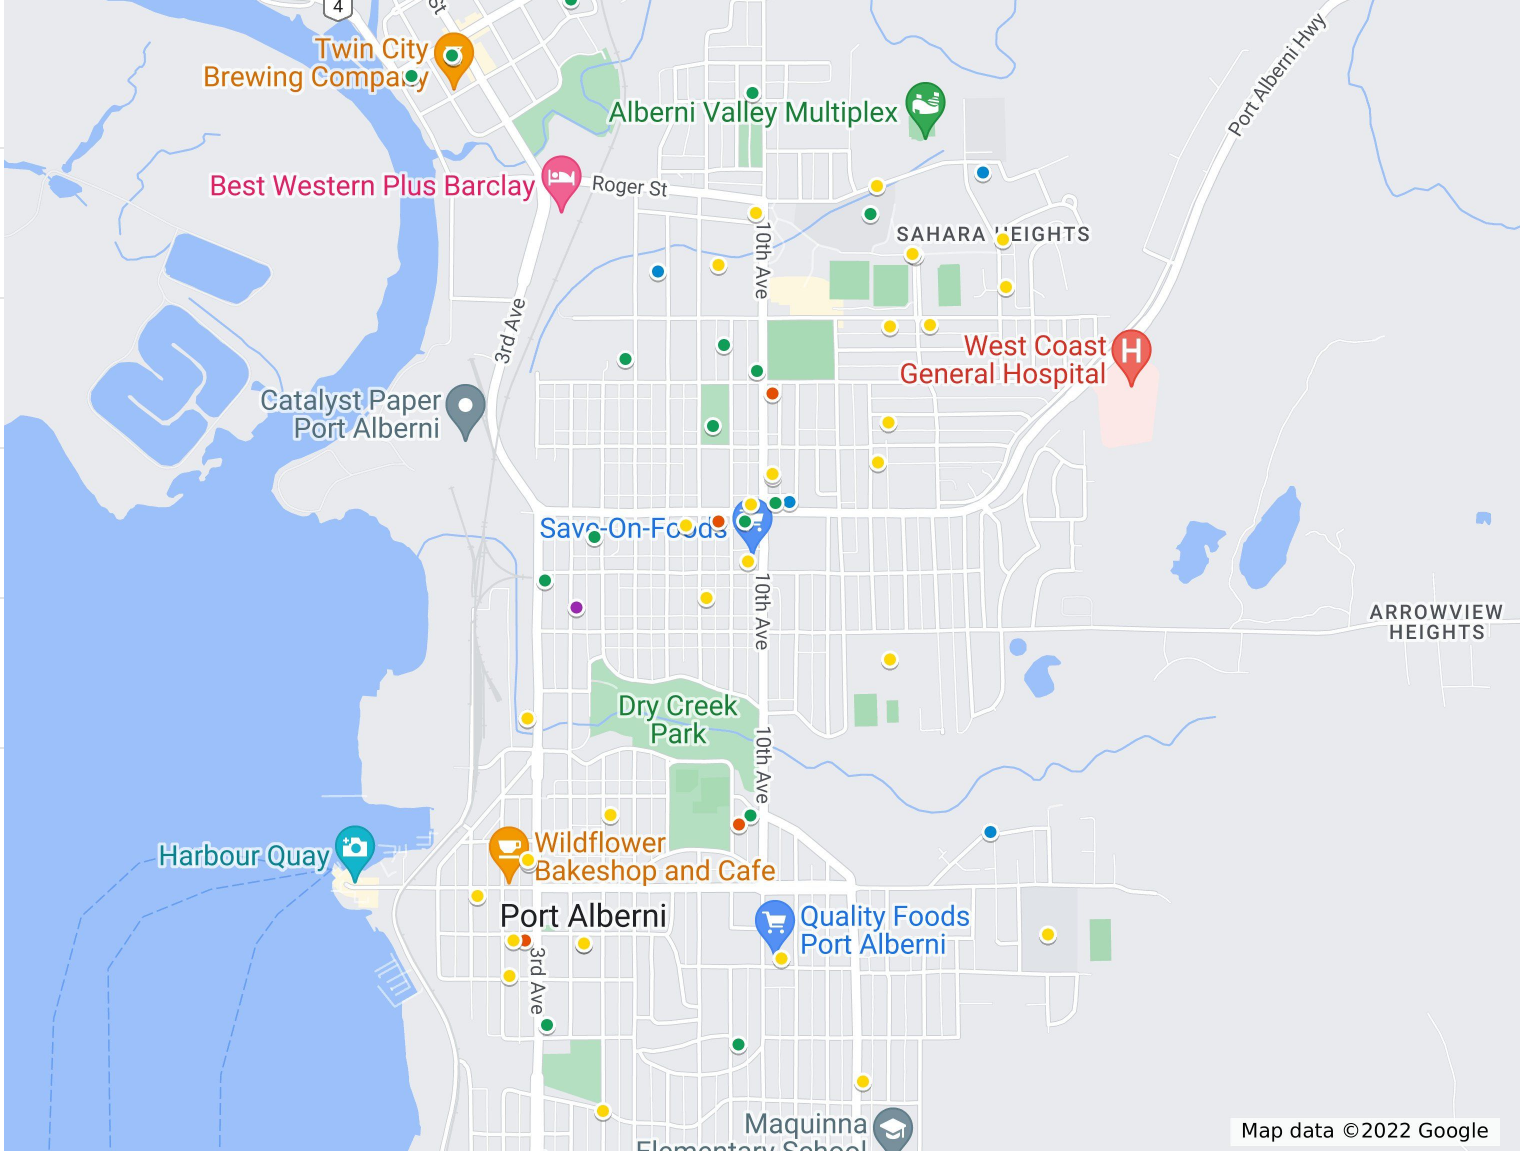 4
ot
Twin City
Brewing Company
Alberni Valley Multiplex
Port Alberni Hwy
Best Western Plus Barclay
Roger St
10th Ave
SAHARA HEIGHTS
3rd Ave
West Coast
General Hospital
H
Catalyst Paper
Port Alberni
Save-On-Foods
10th Ave
ARROWVIEW
HEIGHTS
Dry Creek
Park
10th Ave
Harbour Quay
Wildflower
Bakeshop and Cafe
Port Alberni
Quality Foods
Port Alberni
3rd Ave
Maquinna
Elementary School
Map data ©2022 Google